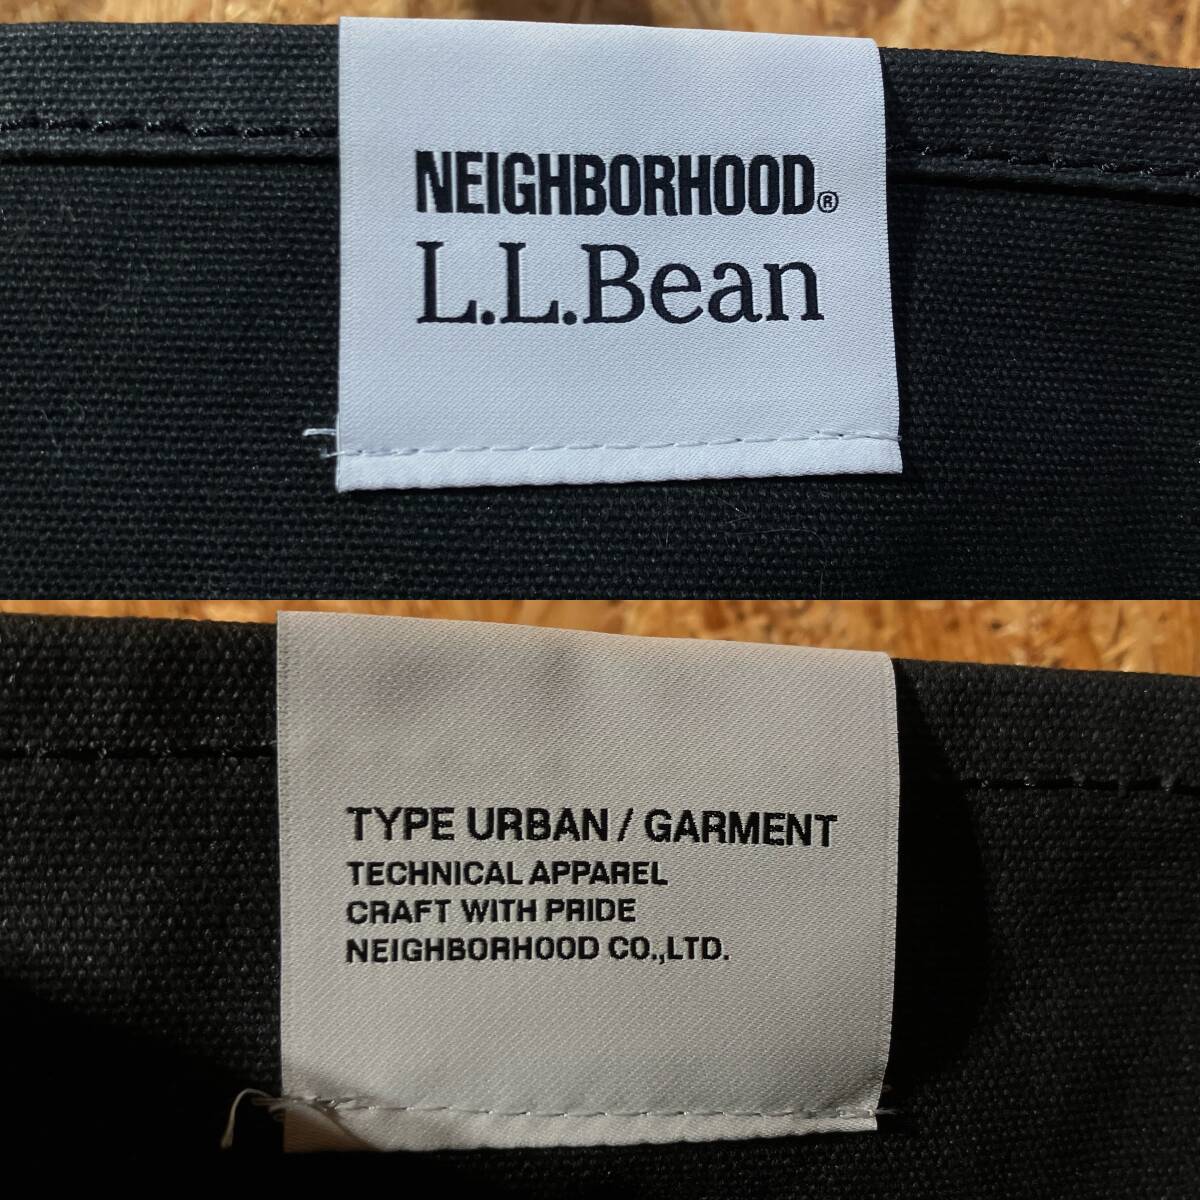 NEIGHBORHOOD®
L.L.Bean
TYPE URBAN / GARMENT
TECHNICAL APPAREL
CRAFT WITH PRIDE
NEIGHBORHOOD CO.,LTD.